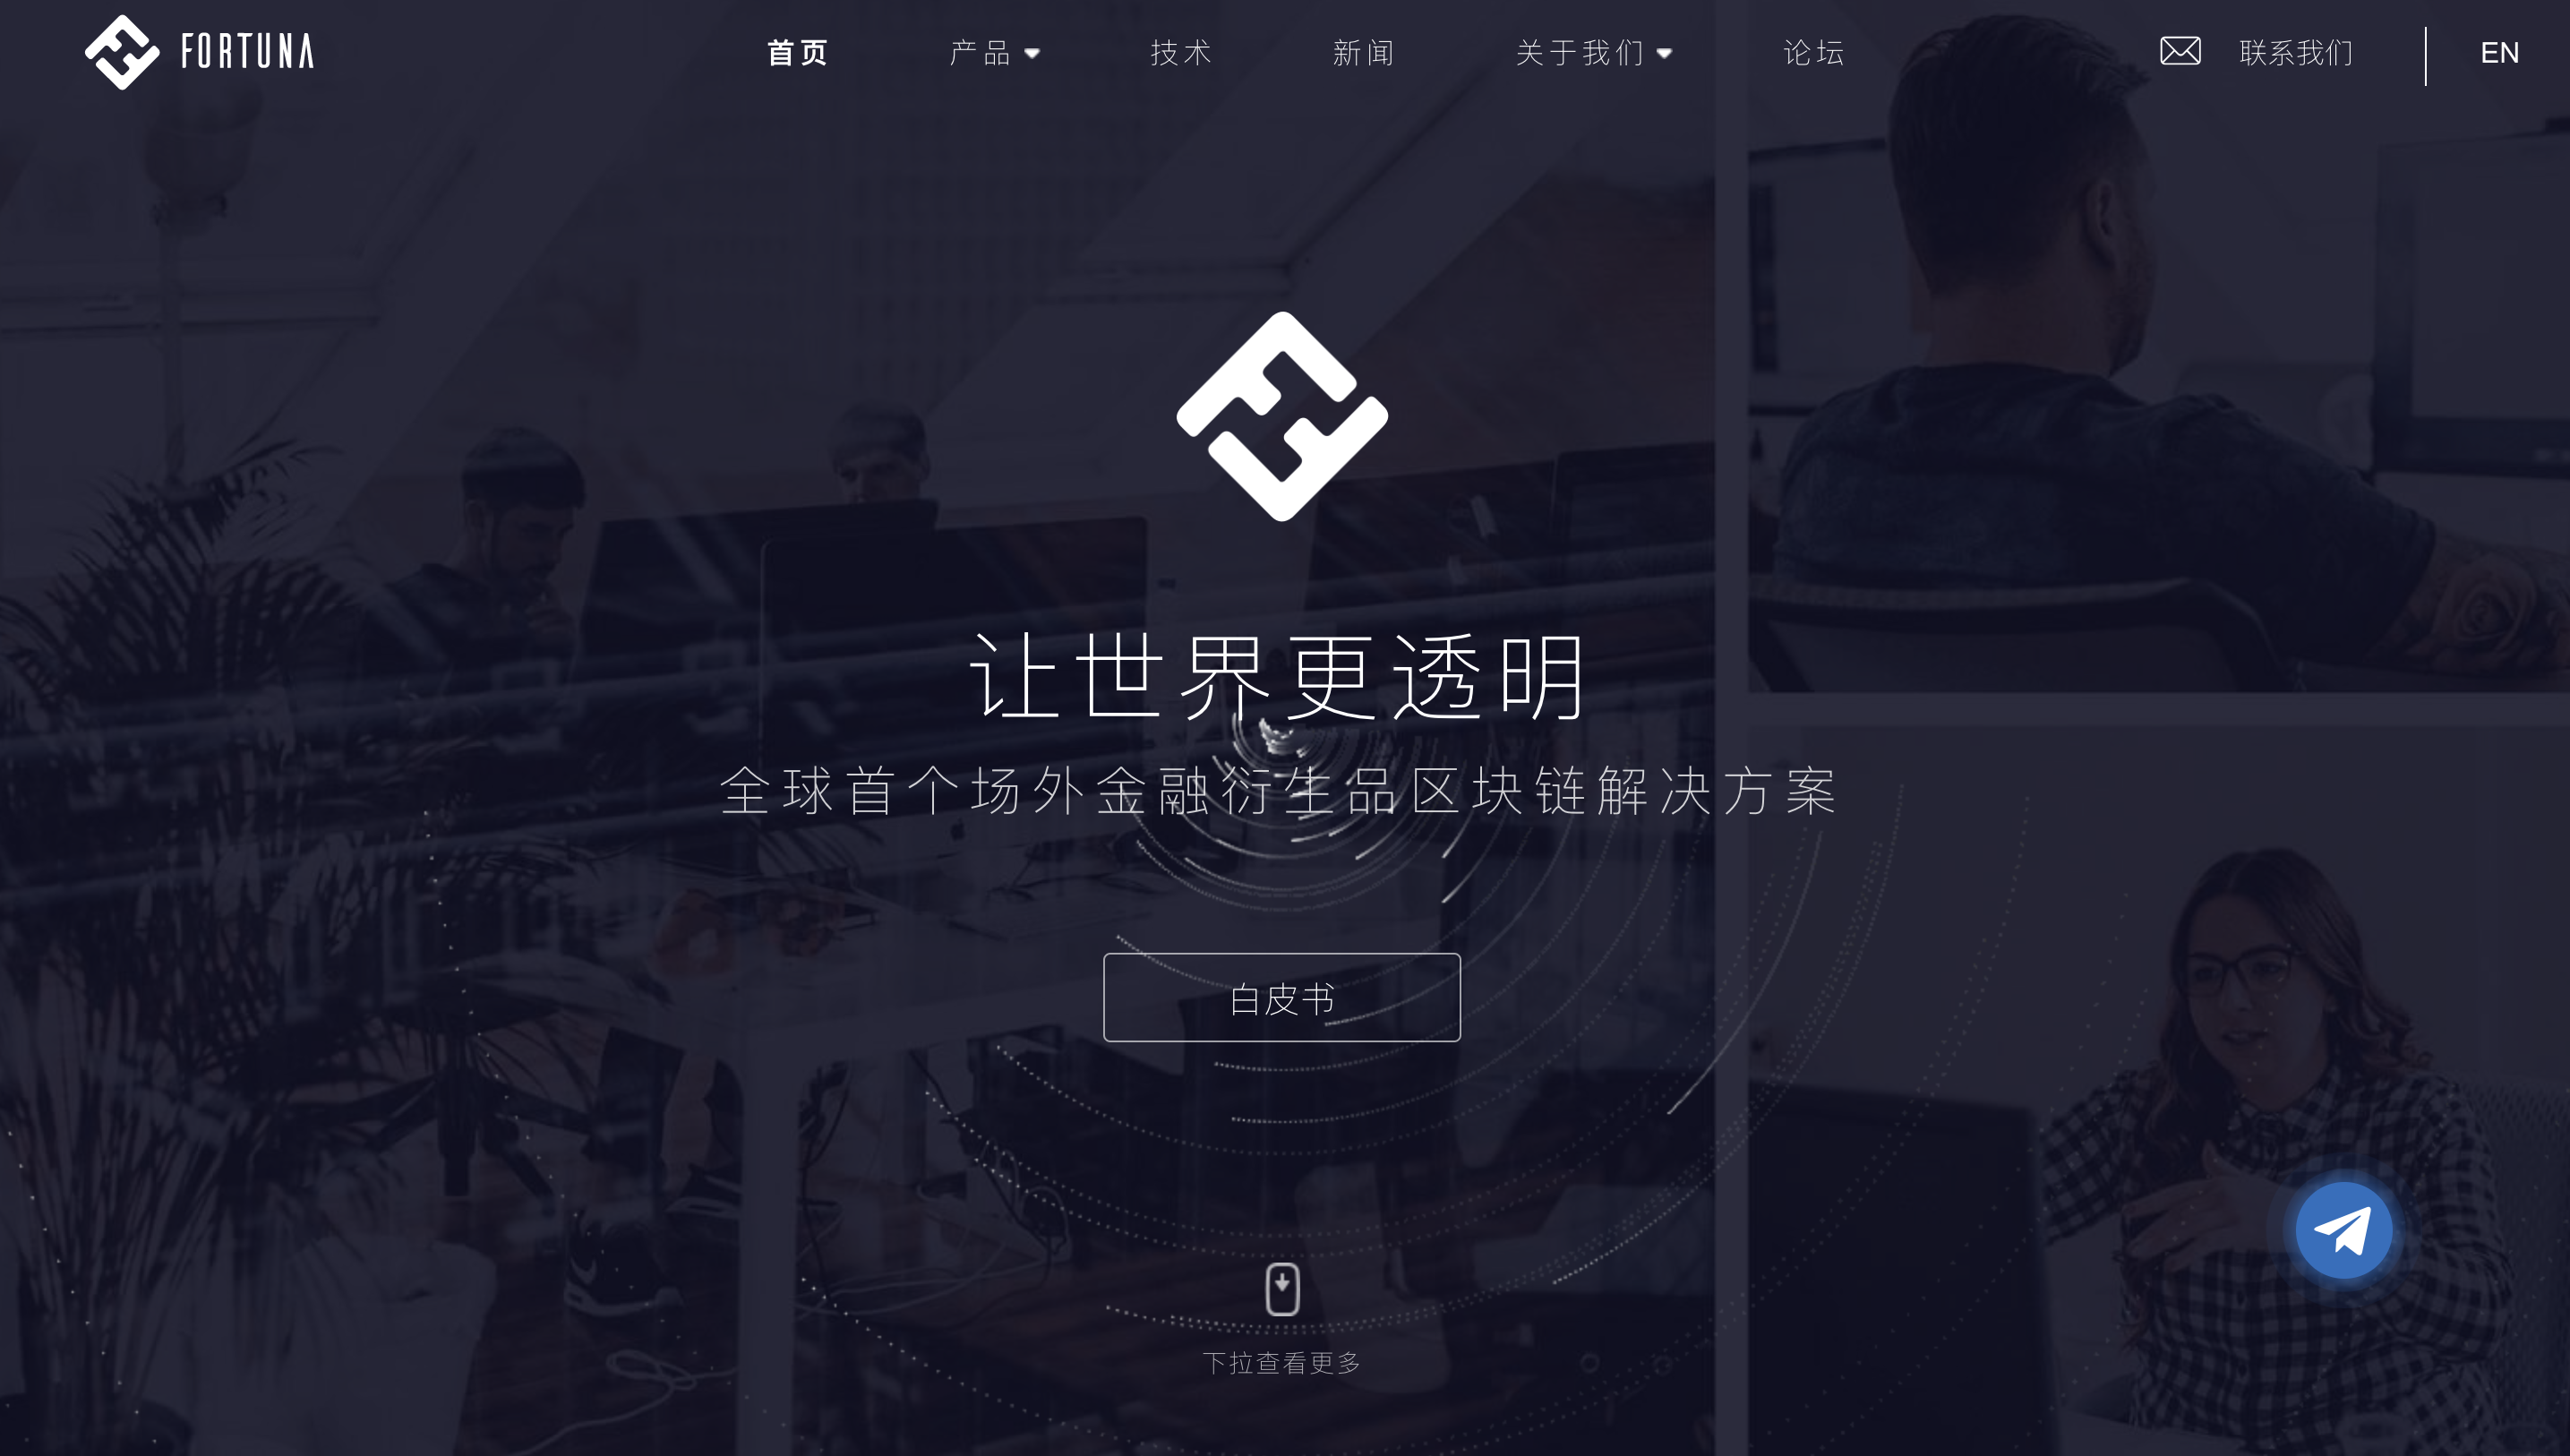 FORTUNA
首页
产品
技术
新闻
关于我们
论坛
联系我们
EN
让世界更透明
全球首个场外金融衍生品区块链解决方案
白皮书
下拉查看更多